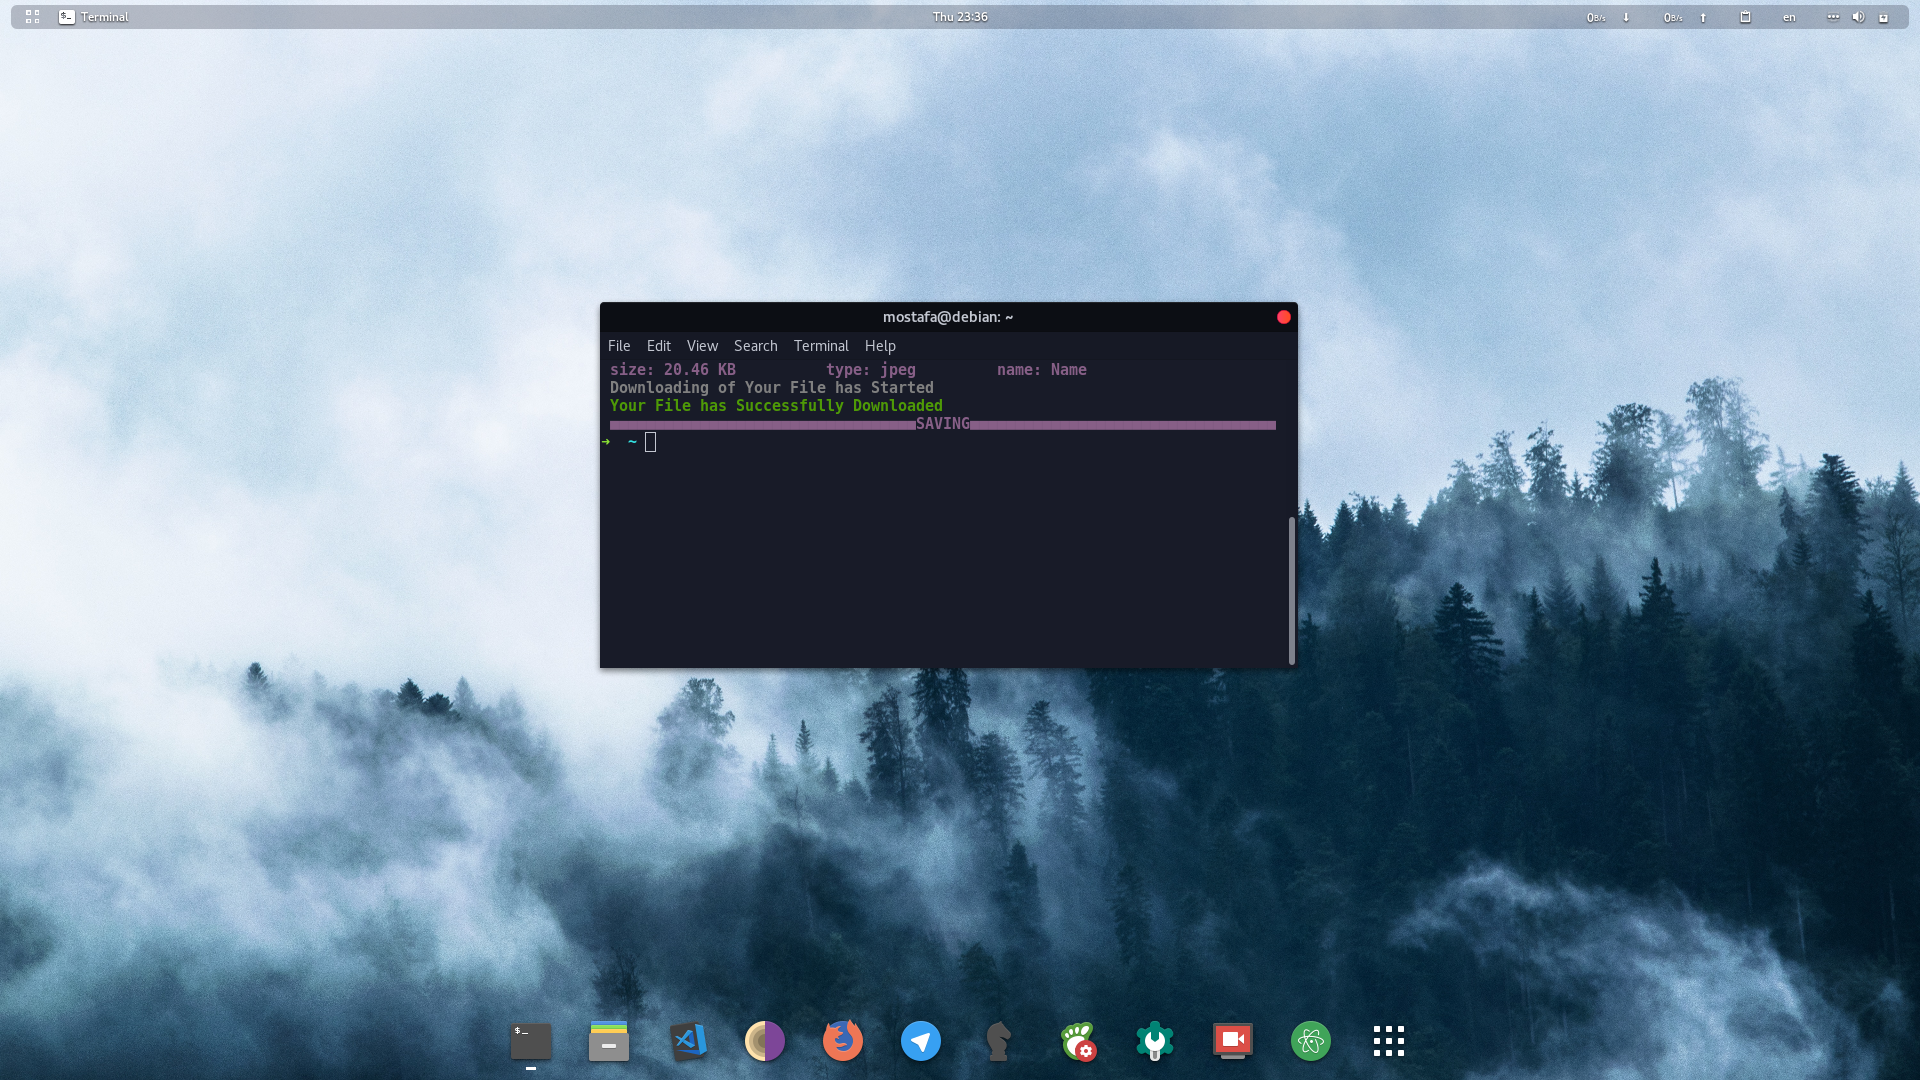 Terminal
Thu 23:36
0B/s ↓ 0B/s ↑ en
mostafa@debian: ~
File Edit View Search Terminal Help
size: 20.46 KB type: jpeg name: Name
Downloading of Your File has Started
Your File has Successfully Downloaded
SAVING
➜ ~
$_